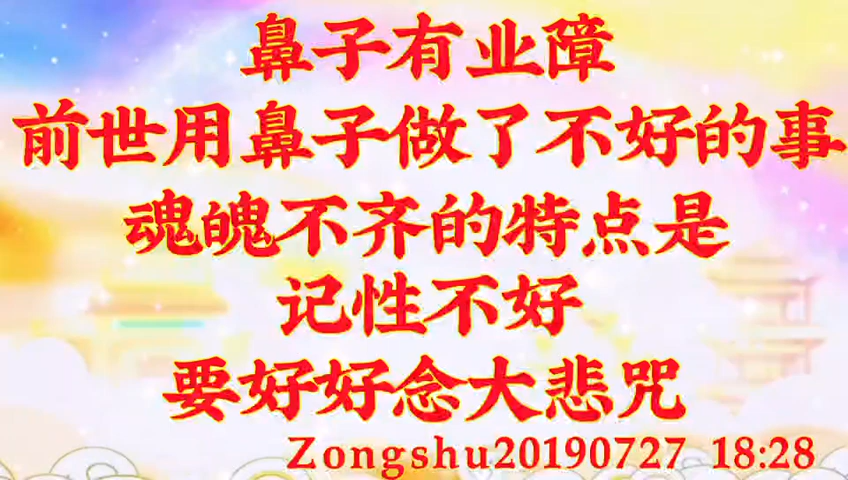 鼻子有业障
前世用鼻子做了不好的事
魂魄不齐的特点是
记性不好
要好好念大悲咒
Zongshu20190727 18:28